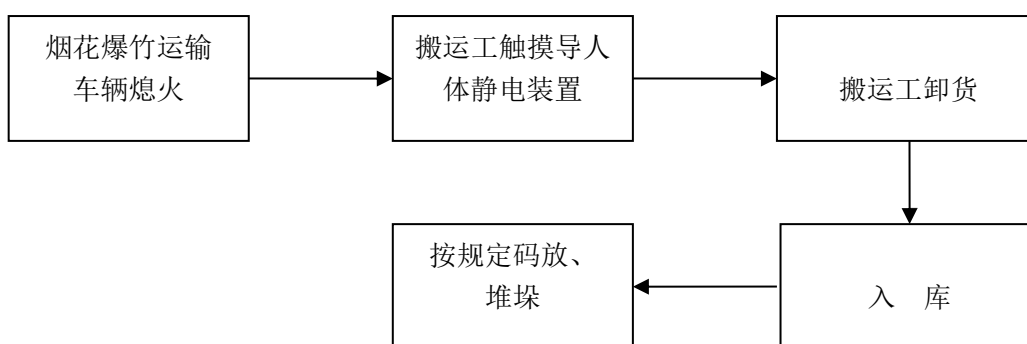 烟花爆竹运输
车辆熄火
搬运工触摸导人
体静电装置
搬运工卸货
入 库
按规定码放、
堆垛